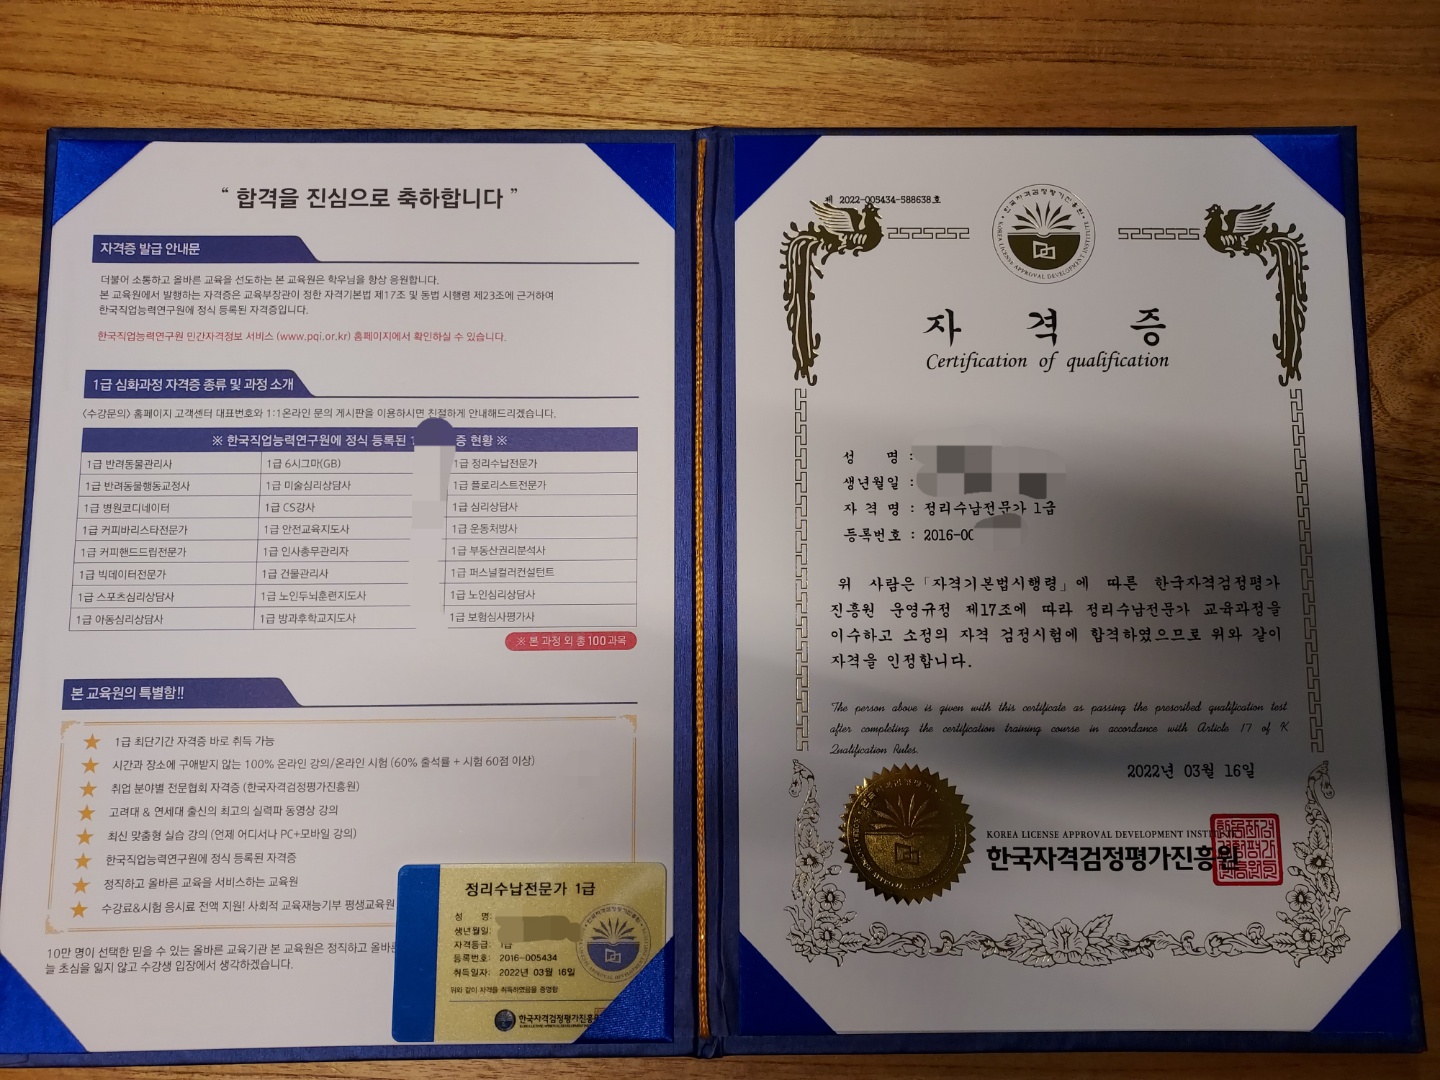 “ 합격을 진심으로 축하합니다 ”
자격증 발급 안내문
더불어 소통하고 올바른 교육을 선도하는 본 교육원은 학우님을 항상 응원합니다.
본 교육원에서 발행하는 자격증은 교육부장관이 정한 자격기본법 제17조 및 동법 시행령 제23조에 근거하여
한국직업능력연구원에 정식 등록된 자격증입니다.
한국직업능력연구원 민간자격정보 서비스 (www.pqi.or.kr) 홈페이지에서 확인하실 수 있습니다.
1급 심화과정 자격증 종류 및 과정 소개
<수강문의> 홈페이지 고객센터 대표번호와 1:1온라인 문의 게시판을 이용하시면 친절하게 안내해드리겠습니다.
※ 한국직업능력연구원에 정식 등록된 증 현황 ※
1급 반려동물관리사 1급 6시그마(GB) 1급 정리수납전문가
1급 반려동물행동교정사 1급 미술심리상담사 1급 플로리스트전문가
1급 병원코디네이터 1급 CS강사 1급 심리상담사
1급 커피바리스타전문가 1급 안전교육지도사 1급 운동처방사
1급 커피핸드드립전문가 1급 인사총무관리자 1급 부동산권리분석사
1급 빅데이터전문가 1급 건물관리사 1급 퍼스널컬러컨설턴트
1급 스포츠심리상담사 1급 노인두뇌훈련지도사 1급 노인심리상담사
1급 아동심리상담사 1급 방과후학교지도사 1급 보험심사평가사
※ 본 과정 외 총 100과목
본 교육원의 특별함!!
★ 1급 최단기간 자격증 바로 취득 가능
★ 시간과 장소에 구애받지 않는 100% 온라인 강의/온라인 시험 (60% 출석률 + 시험 60점 이상)
★ 취업 분야별 전문협회 자격증 (한국자격검정평가진흥원)
★ 고려대 & 연세대 출신의 최고의 실력파 동영상 강의
★ 최신 맞춤형 실습 강의 (언제 어디서나 PC+모바일 강의)
★ 한국직업능력연구원에 정식 등록된 자격증
★ 정직하고 올바른 교육을 서비스하는 교육원
★ 수강료&시험 응시료 전액 지원! 사회적 교육재능기부 평생교육원
10만 명이 선택한 믿을 수 있는 올바른 교육기관 본 교육원은 정직하고 올바른
늘 초심을 잃지 않고 수강생 입장에서 생각하겠습니다.
정리수납전문가 1급
성 명:
생년월일:
자격등급: 1급
등록번호: 2016-005434
취득일자: 2022년 03월 16일
위와 같이 자격을 취득하였음을 증명함
한국자격검정평가진흥
제 2022-005434-588638호
한국자격검정평가진흥원
KOREA LICENSE APPROVAL DEVELOPMENT INSTITUTE
자 격 증
Certification of qualification
성 명 :
생년월일 :
자 격 명 : 정리수납전문가 1급
등록번호 : 2016-00
위 사람은「자격기본법시행령」에 따른 한국자격검정평가
진흥원 운영규정 제17조에 따라 정리수납전문가 교육과정을
이수하고 소정의 자격 검정시험에 합격하였으므로 위와 같이
자격을 인정합니다.
The person above is given with this certificate as passing the prescribed qualification test
after completing the certification training course in accordance with Article 17 of K
Qualification Rules.
2022년 03월 16일
KOREA LICENSE APPROVAL DEVELOPMENT INSTITUTE
한국자격검정평가진흥원